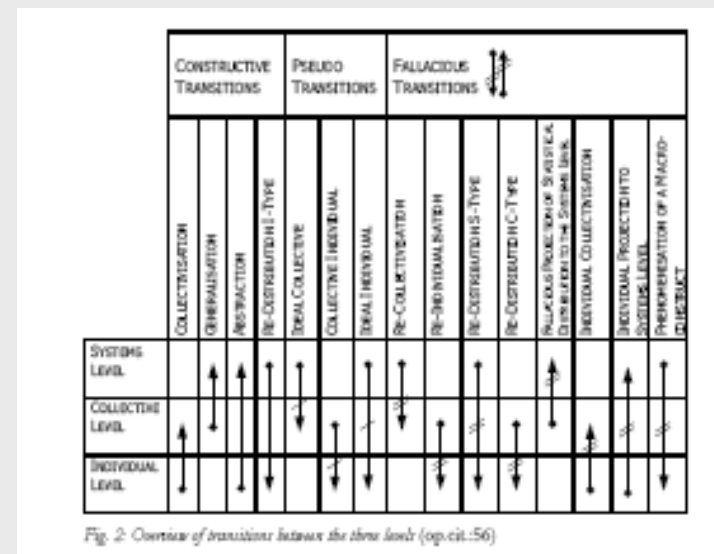 CONSTRUCTIVE
TRANSITIONS
PSEUDO
TRANSITIONS
FALLACIOUS
TRANSITIONS
COLLECTIVISATION
GENERALISATION
ABSTRACTION
RE-DISTRIBUTION I-TYPE
IDEAL COLLECTIVE
COLLECTIVE INDIVIDUAL
IDEAL INDIVIDUAL
RE-COLLECTIVISATION
RE-INDIVIDUALISATION
RE-DISTRIBUTION S-TYPE
RE-DISTRIBUTION C-TYPE
FALLACIOUS PROJECTION OF STATISTICAL
DISTRIBUTION TO THE SYSTEMS LEVEL
INDIVIDUAL COLLECTIVISATION
INDIVIDUAL PROJECTION TO
SYSTEMS LEVEL
PHENOMENISATION OF A MACRO-
CONSTRUCT
SYSTEMS
LEVEL
COLLECTIVE
LEVEL
INDIVIDUAL
LEVEL
Fig. 2: Overview of transitions between the three levels (op.cit.:56)